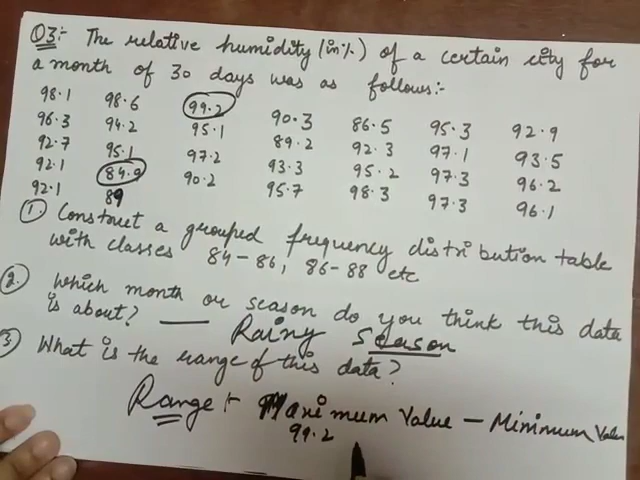 Q3:- The relative humidity (in%) of a certain city for
a month of 30 days was as follows:-
98.1 98.6 99.2 90.3 86.5 95.3 92.9
96.3 94.2 95.1 89.2 92.3 97.1 93.5
92.7 95.1 97.2 93.3 95.2 97.3 96.2
92.1 84.9 90.2 95.7 98.3 97.3 96.1
92.1 89
1. Construct a grouped frequency distribution table
with classes 84-86, 86-88 etc
2. Which month or season do you think this data
is about? Rainy Season
3 What is the range of this data?
Range:- Maximum Value - Minimum Value
99.2